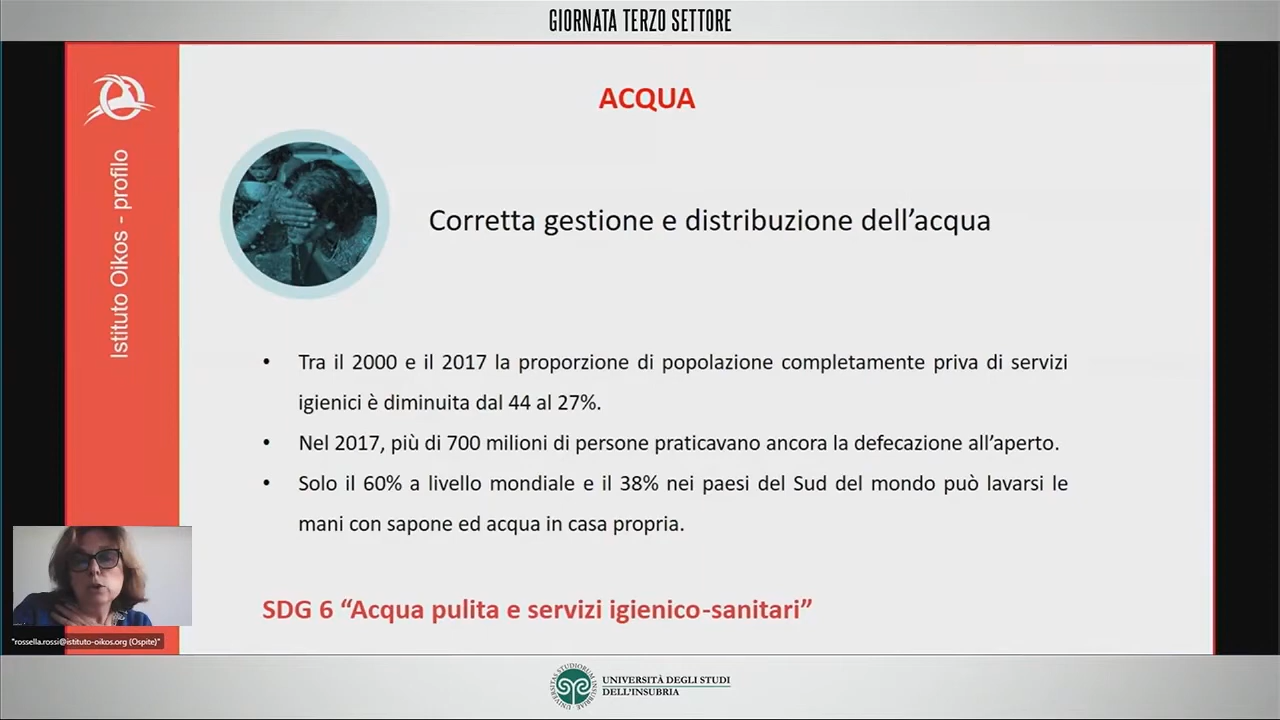 GIORNATA TERZO SETTORE
Istituto Oikos - profilo
ACQUA
Corretta gestione e distribuzione dell'acqua
• Tra il 2000 e il 2017 la proporzione di popolazione completamente priva di servizi
igienici è diminuita dal 44 al 27%.
• Nel 2017, più di 700 milioni di persone praticavano ancora la defecazione all'aperto.
• Solo il 60% a livello mondiale e il 38% nei paesi del Sud del mondo può lavarsi le
mani con sapone ed acqua in casa propria.
SDG 6 “Acqua pulita e servizi igienico-sanitari”
"rossella.rossi@istituto-oikos.org (Ospite)"
UNIVERSITÀ DEGLI STUDI
DELL'INSUBRIA